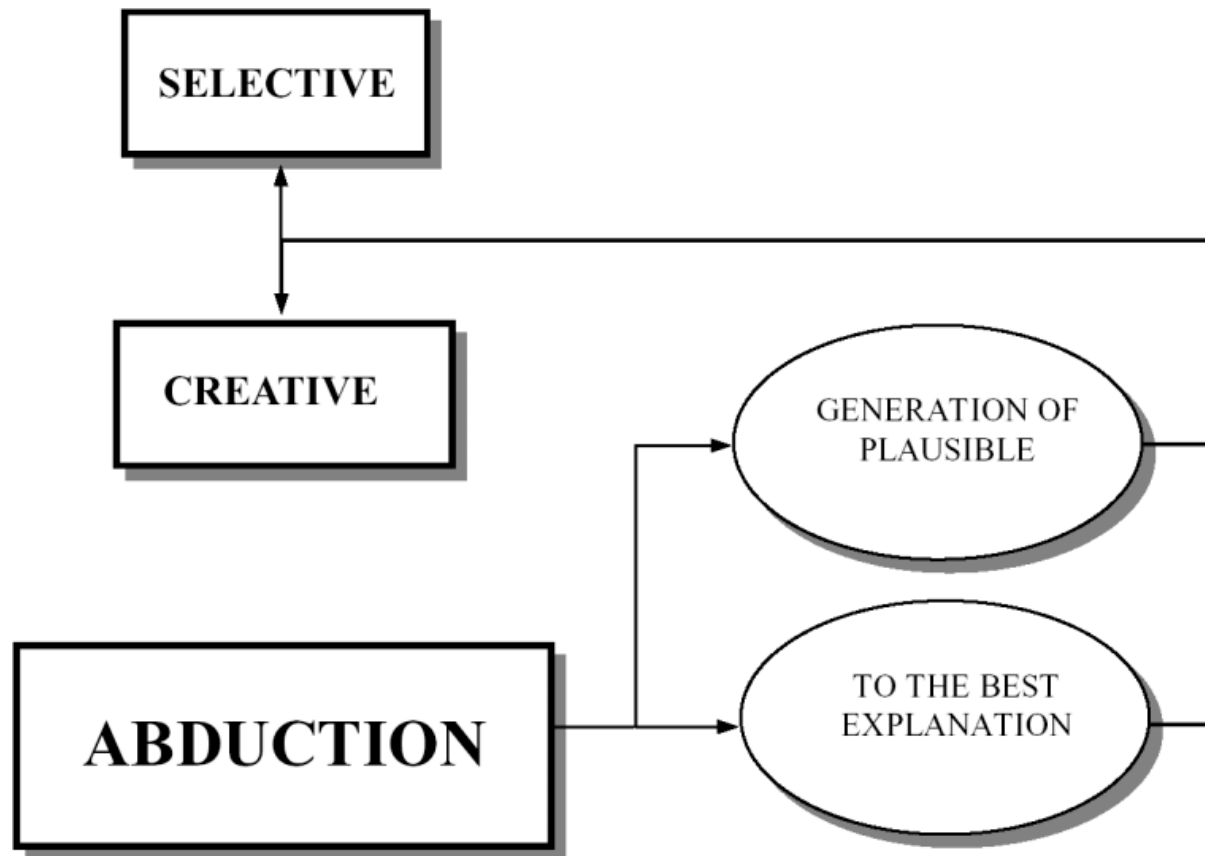 SELECTIVE
CREATIVE
GENERATION OF
PLAUSIBLE
TO THE BEST
EXPLANATION
ABDUCTION